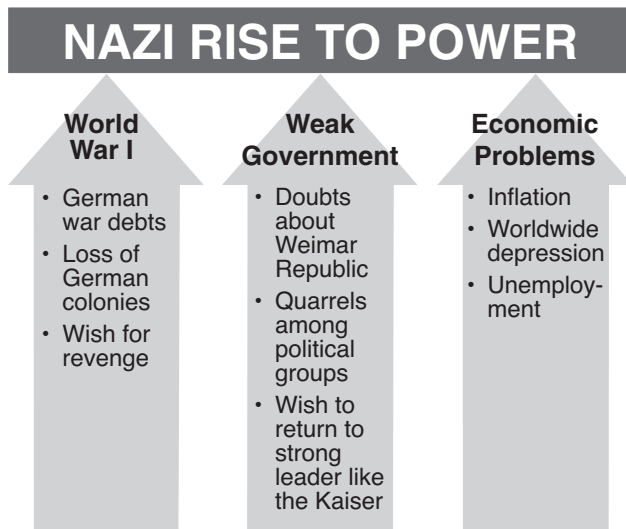 NAZI RISE TO POWER
World
War I
• German
war debts
• Loss of
German
colonies
• Wish for
revenge
Weak
Government
• Doubts
about
Weimar
Republic
• Quarrels
among
political
groups
• Wish to
return to
strong
leader like
the Kaiser
Economic
Problems
• Inflation
• Worldwide
depression
• Unemploy-
ment